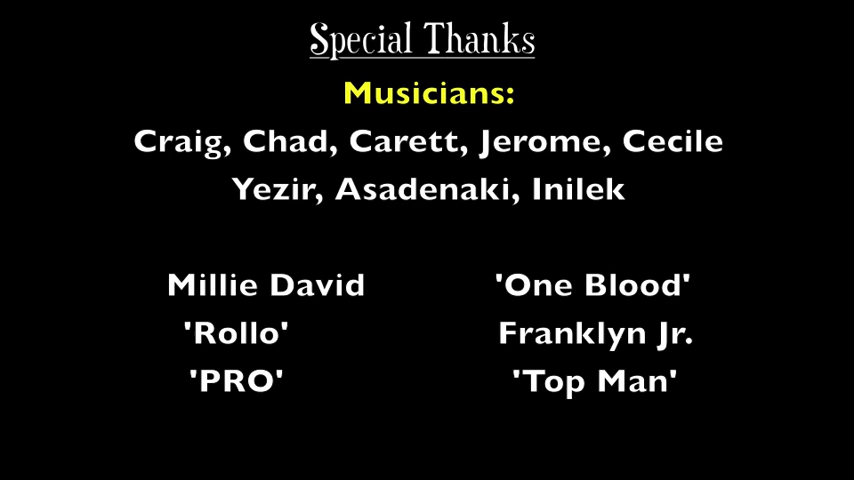 Special Thanks
Musicians:
Craig, Chad, Carett, Jerome, Cecile
Yezir, Asadenaki, Inilek
Millie David 'One Blood'
'Rollo' Franklyn Jr.
'PRO' 'Top Man'